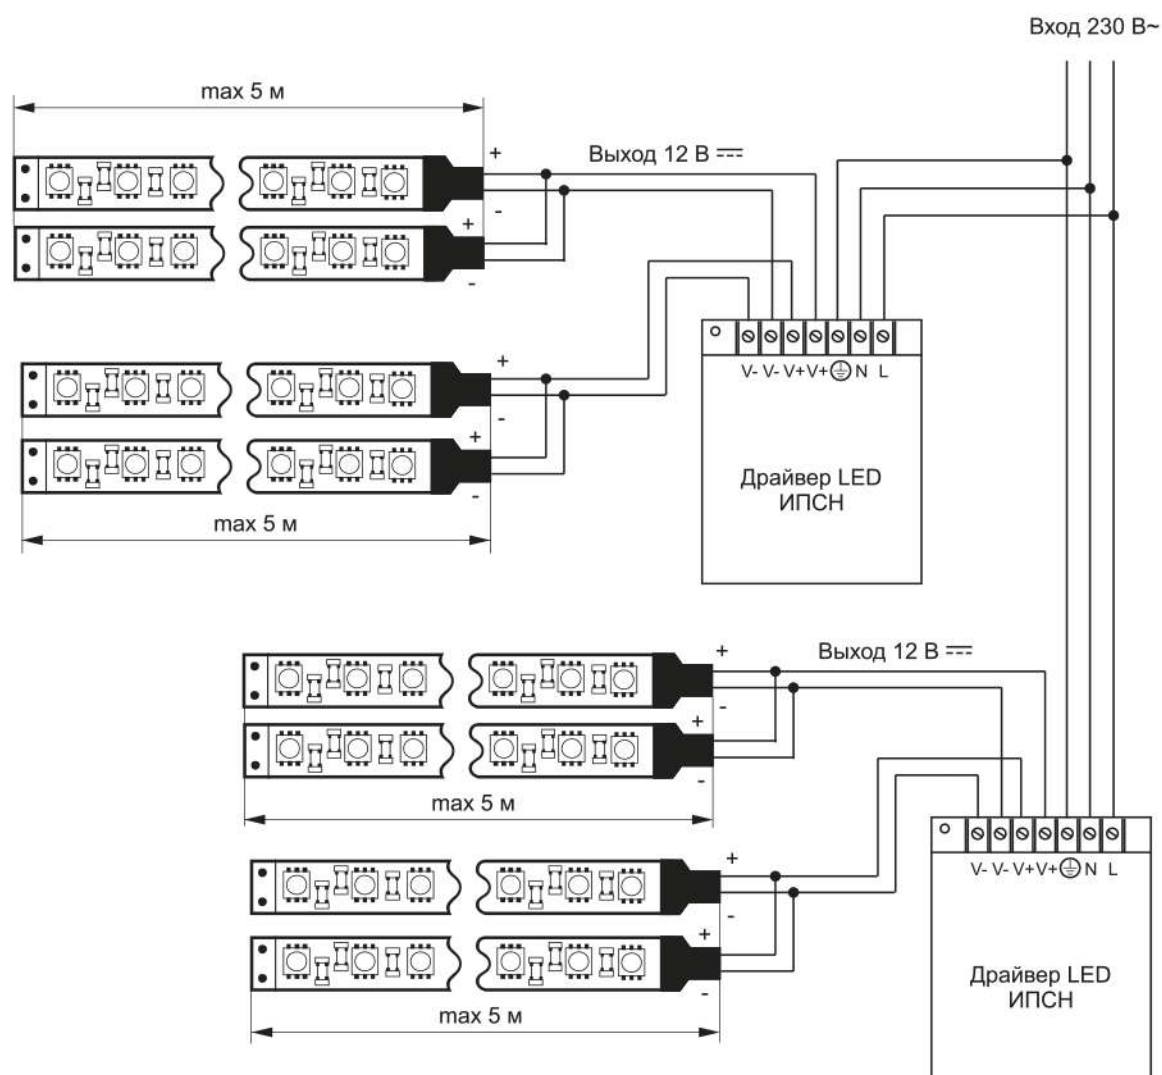 Вход 230 В~
max 5 м
Выход 12 В
+
-
+
-
V- V- V+ V+ N L
+
-
+
-
Драйвер LED
ИПСН
max 5 м
Выход 12 В
+
-
+
-
max 5 м
V- V- V+ V+ N L
+
-
+
-
Драйвер LED
ИПСН
max 5 м